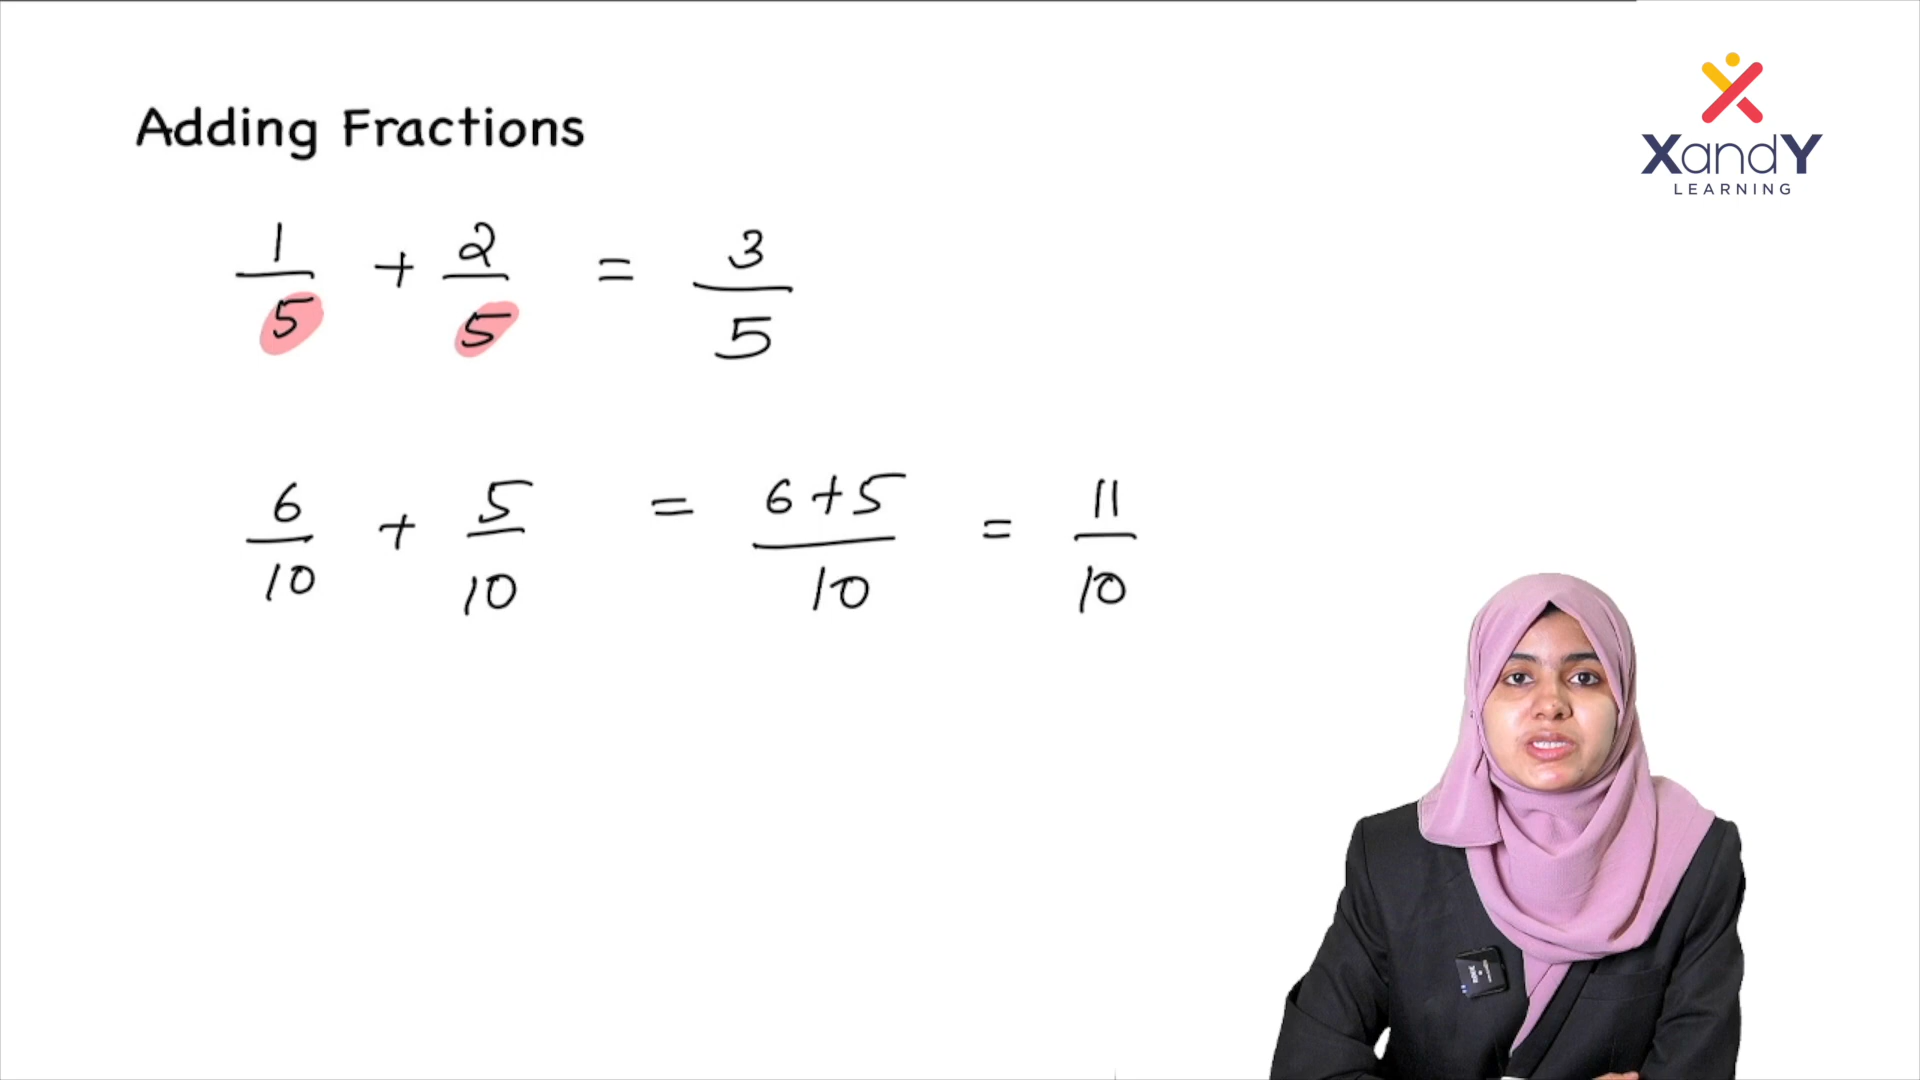 Adding Fractions
XandY
LEARNING
1/5 + 2/5 = 3/5
6/10 + 5/10 = 6+5/10 = 11/10